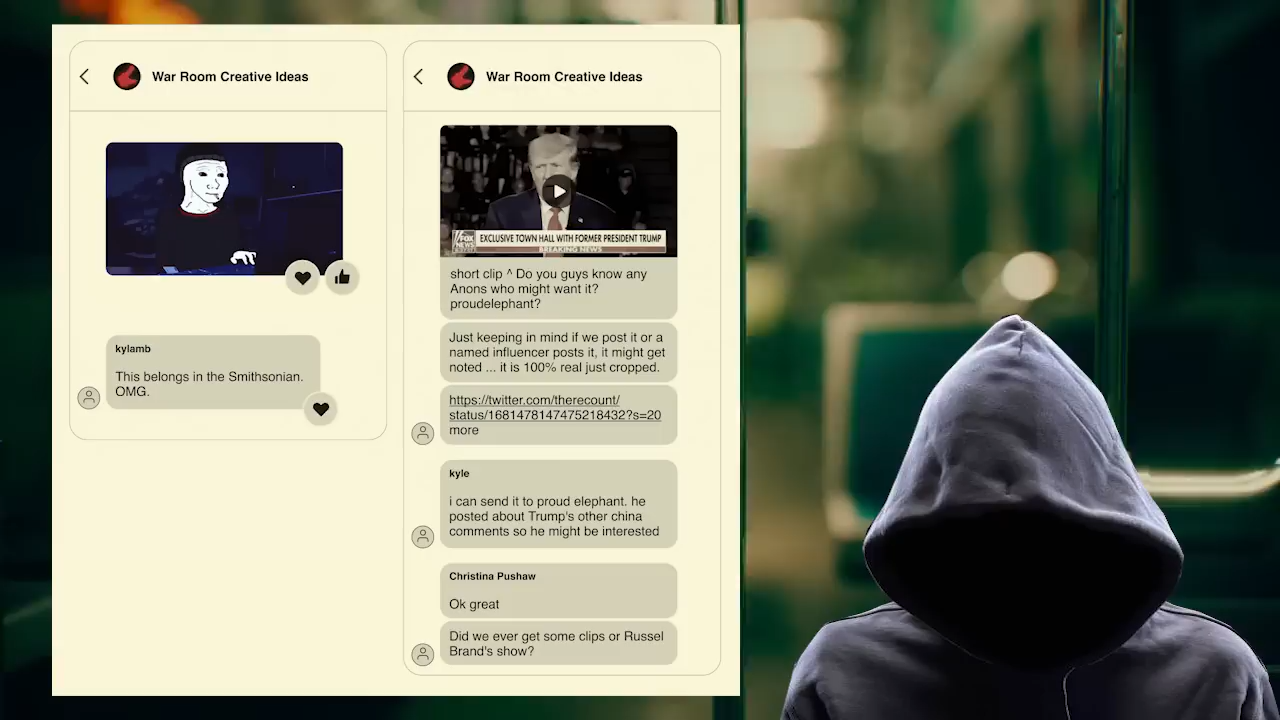 War Room Creative Ideas
kylamb
This belongs in the Smithsonian.
OMG.
War Room Creative Ideas
FOX
NEWS
EXCLUSIVE TOWN HALL WITH FORMER PRESIDENT TRUMP
BREAKING NEWS
short clip ^ Do you guys know any
Anons who might want it?
proudelephant?
Just keeping in mind if we post it or a
named influencer posts it, it might get
noted ... it is 100% real just cropped.
https://twitter.com/therecount/
status/1681478147475218432?s=20
more
kyle
i can send it to proud elephant. he
posted about Trump's other china
comments so he might be interested
Christina Pushaw
Ok great
Did we ever get some clips or Russel
Brand's show?